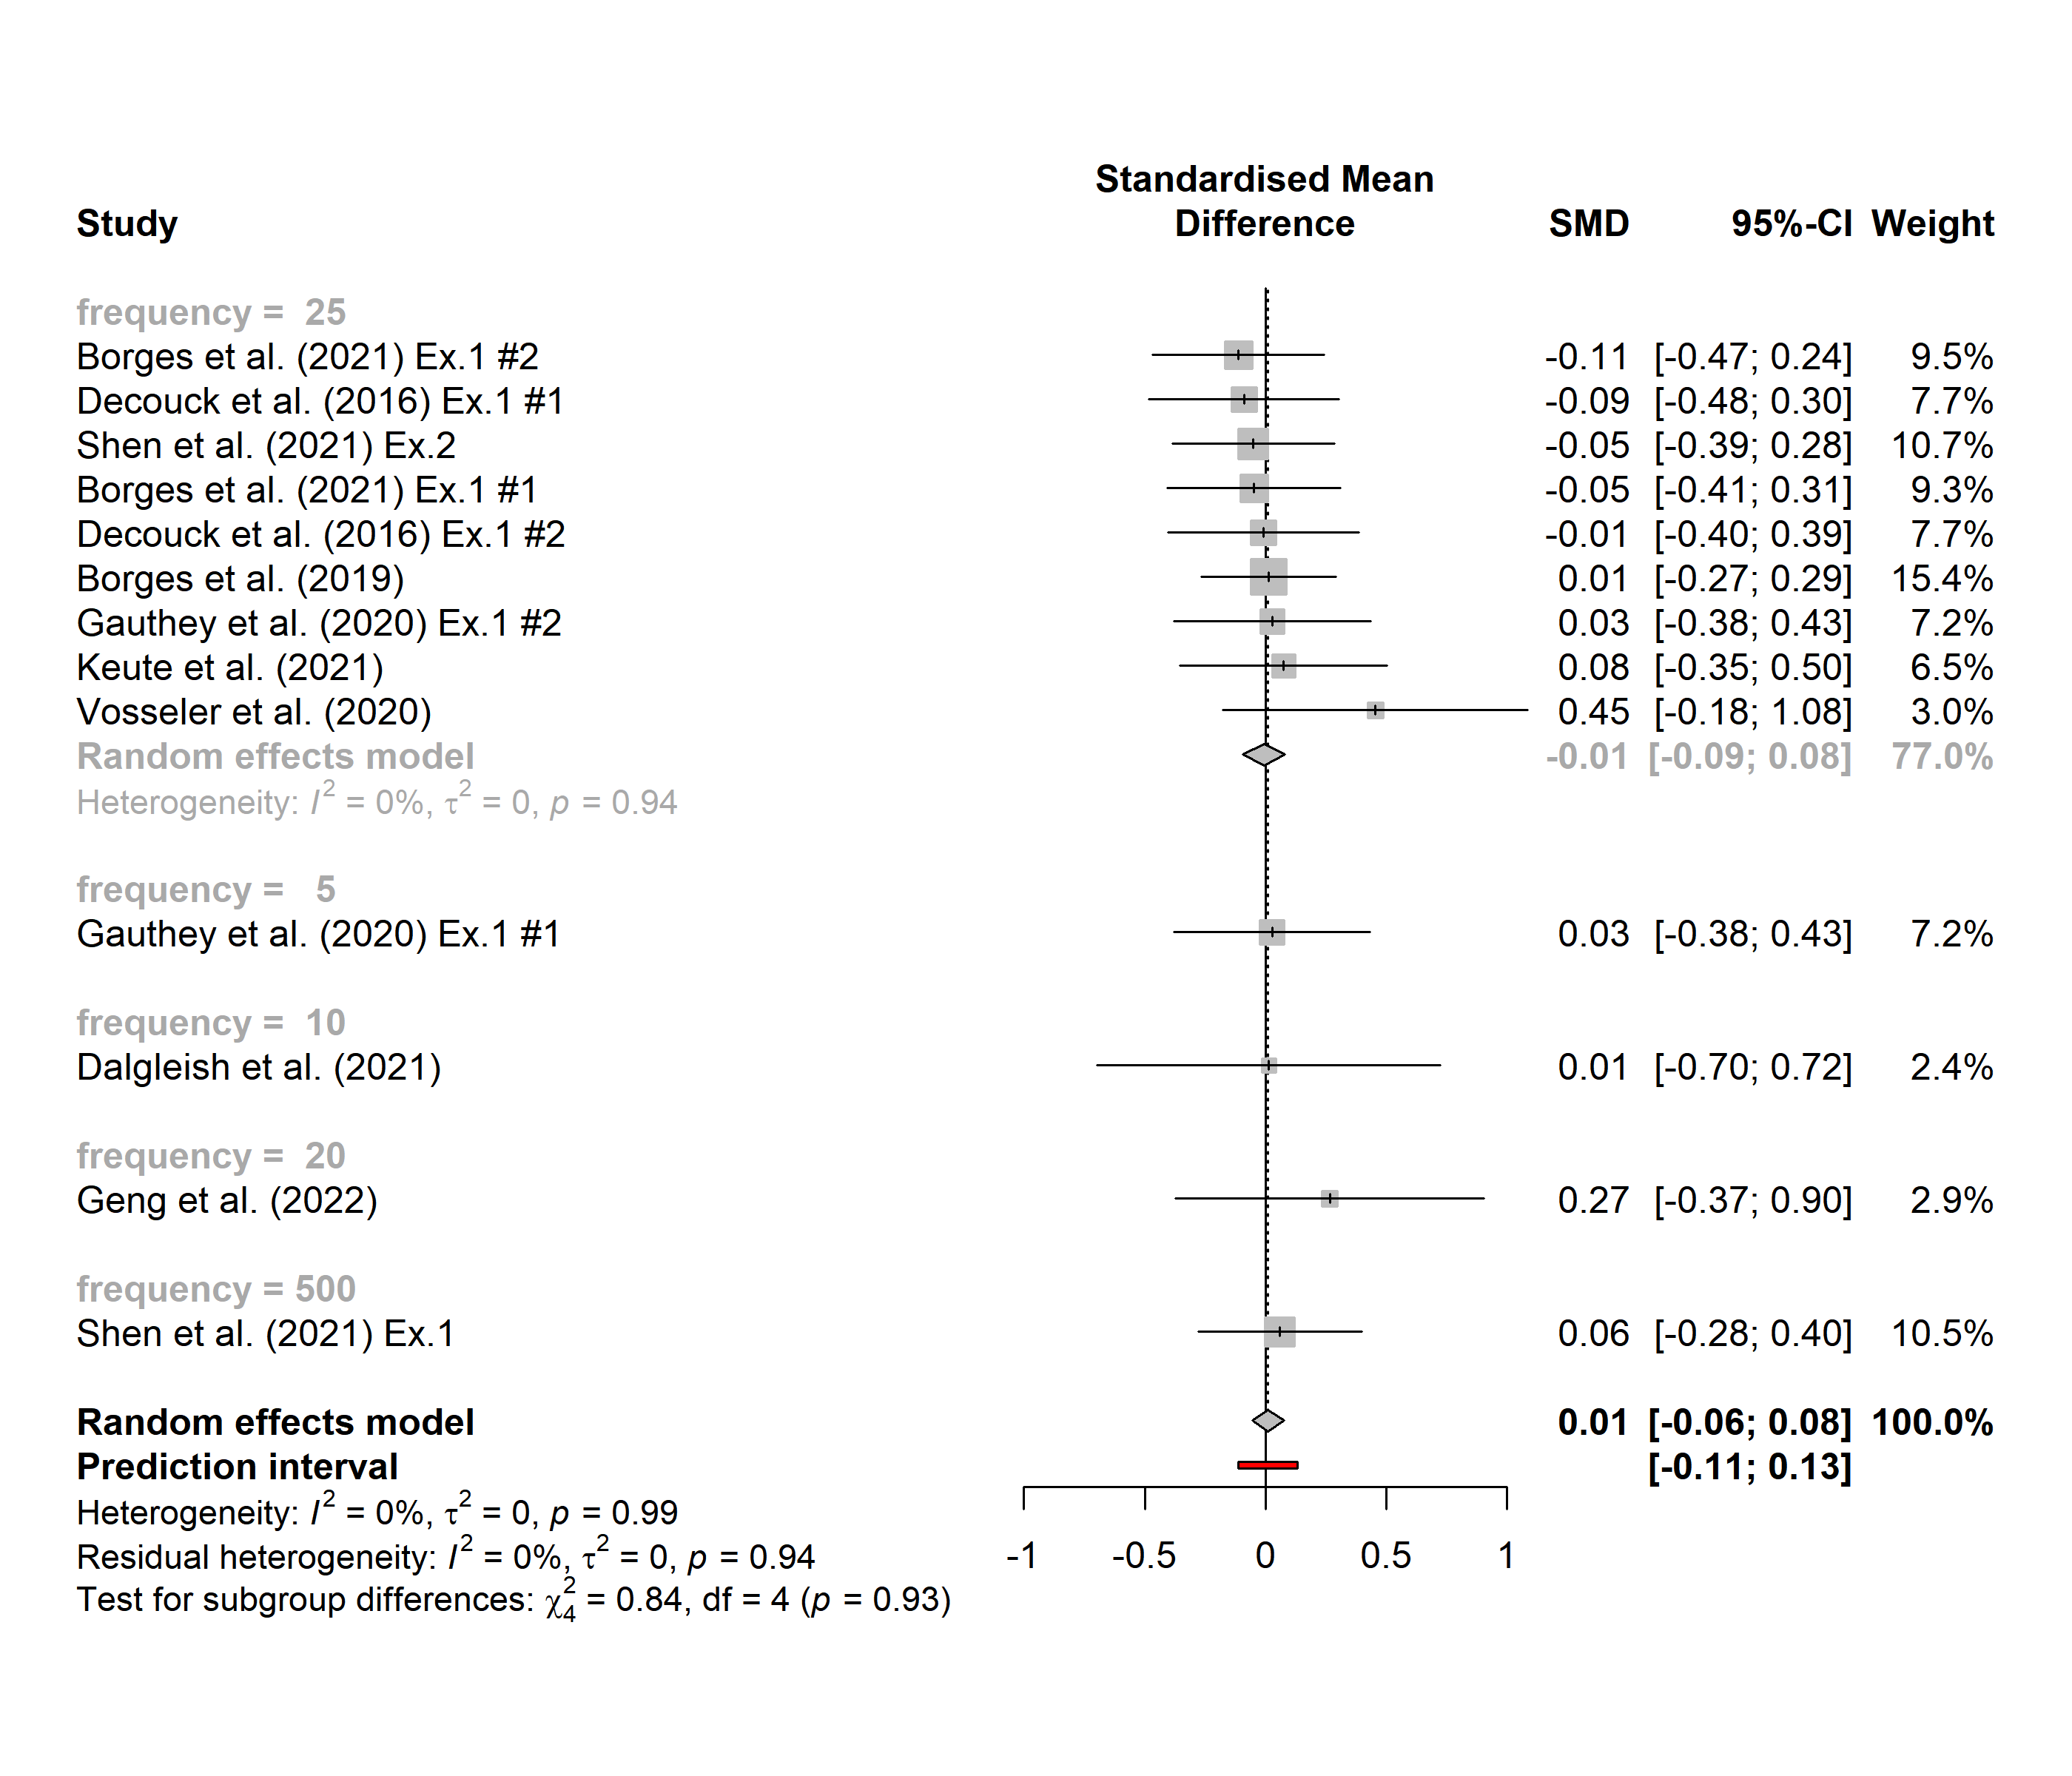 Standardised Mean
Study Difference SMD 95%-CI Weight
frequency = 25
Borges et al. (2021) Ex.1 #2 -0.11 [-0.47; 0.24] 9.5%
Decouck et al. (2016) Ex.1 #1 -0.09 [-0.48; 0.30] 7.7%
Shen et al. (2021) Ex.2 -0.05 [-0.39; 0.28] 10.7%
Borges et al. (2021) Ex.1 #1 -0.05 [-0.41; 0.31] 9.3%
Decouck et al. (2016) Ex.1 #2 -0.01 [-0.40; 0.39] 7.7%
Borges et al. (2019) 0.01 [-0.27; 0.29] 15.4%
Gauthey et al. (2020) Ex.1 #2 0.03 [-0.38; 0.43] 7.2%
Keute et al. (2021) 0.08 [-0.35; 0.50] 6.5%
Vosseler et al. (2020) 0.45 [-0.18; 1.08] 3.0%
Random effects model -0.01 [-0.09; 0.08] 77.0%
Heterogeneity: I² = 0%, τ² = 0, p = 0.94
frequency = 5
Gauthey et al. (2020) Ex.1 #1 0.03 [-0.38; 0.43] 7.2%
frequency = 10
Dalgleish et al. (2021) 0.01 [-0.70; 0.72] 2.4%
frequency = 20
Geng et al. (2022) 0.27 [-0.37; 0.90] 2.9%
frequency = 500
Shen et al. (2021) Ex.1 0.06 [-0.28; 0.40] 10.5%
Random effects model 0.01 [-0.06; 0.08] 100.0%
Prediction interval [-0.11; 0.13]
Heterogeneity: I² = 0%, τ² = 0, p = 0.99
Residual heterogeneity: I² = 0%, τ² = 0, p = 0.94
-1 -0.5 0 0.5 1
Test for subgroup differences: χ²₄ = 0.84, df = 4 (p = 0.93)